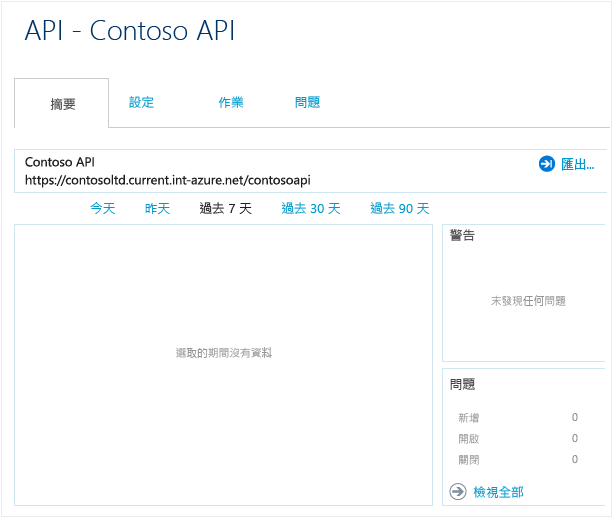 API - Contoso API
摘要 設定 作業 問題
Contoso API
匯出...
https://contosoltd.current.int-azure.net/contosoapi
今天 昨天 過去 7 天 過去 30 天 過去 90 天
警告
未發現任何問題
選取的期間沒有資料
問題
新增 0
開啟 0
關閉 0
檢視全部